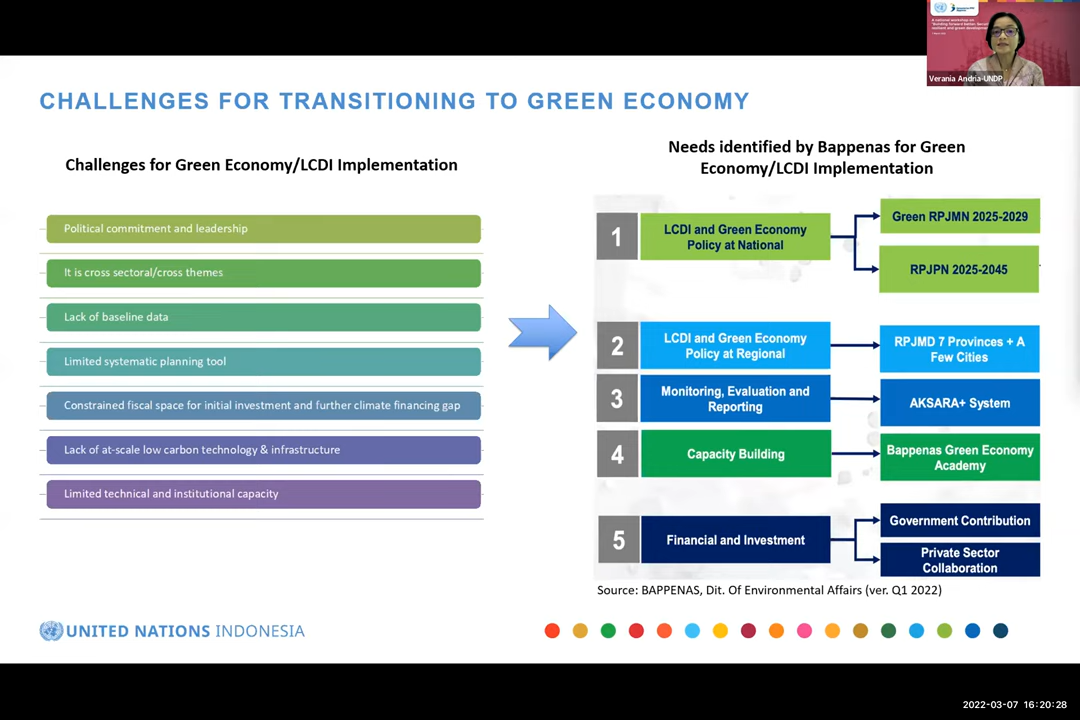 A national workshop on
Verania Andria-UNDP
CHALLENGES FOR TRANSITIONING TO GREEN ECONOMY
Challenges for Green Economy/LCDI Implementation
Political commitment and leadership
It is cross sectoral/cross themes
Lack of baseline data
Limited systematic planning tool
Constrained fiscal space for initial investment and further climate financing gap
Lack of at-scale low carbon technology & infrastructure
Limited technical and institutional capacity
Needs identified by Bappenas for Green
Economy/LCDI Implementation
1
LCDI and Green Economy
Policy at National
Green RPJMN 2025-2029
RPJPN 2025-2045
2
LCDI and Green Economy
Policy at Regional
RPJMD 7 Provinces + A
Few Cities
3
Monitoring, Evaluation and
Reporting
AKSARA+ System
4
Capacity Building
Bappenas Green Economy
Academy
5
Financial and Investment
Government Contribution
Private Sector
Collaboration
Source: BAPPENAS, Dit. Of Environmental Affairs (ver. Q1 2022)
UNITED NATIONS INDONESIA
2022-03-07 16:20:28